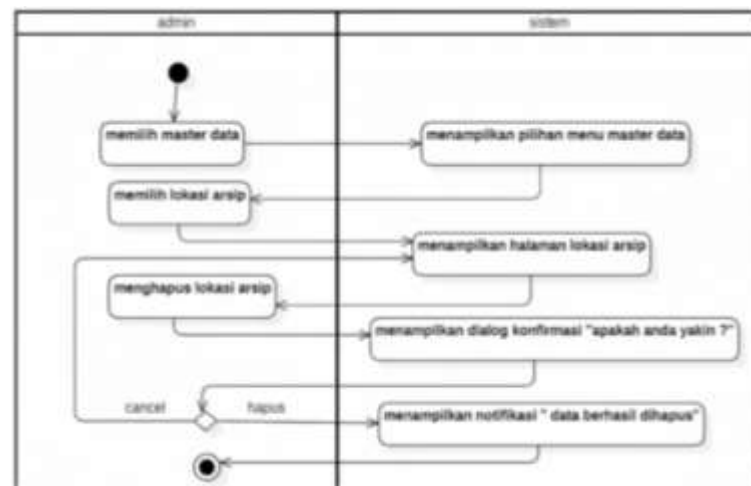 admin
sistem
memilih master data
menampilkan pilihan menu master data
memilih lokasi arsip
menampilkan halaman lokasi arsip
menghapus lokasi arsip
menampilkan dialog konfirmasi "apakah anda yakin ?"
cancel
hapus
menampilkan notifikasi " data berhasil dihapus"